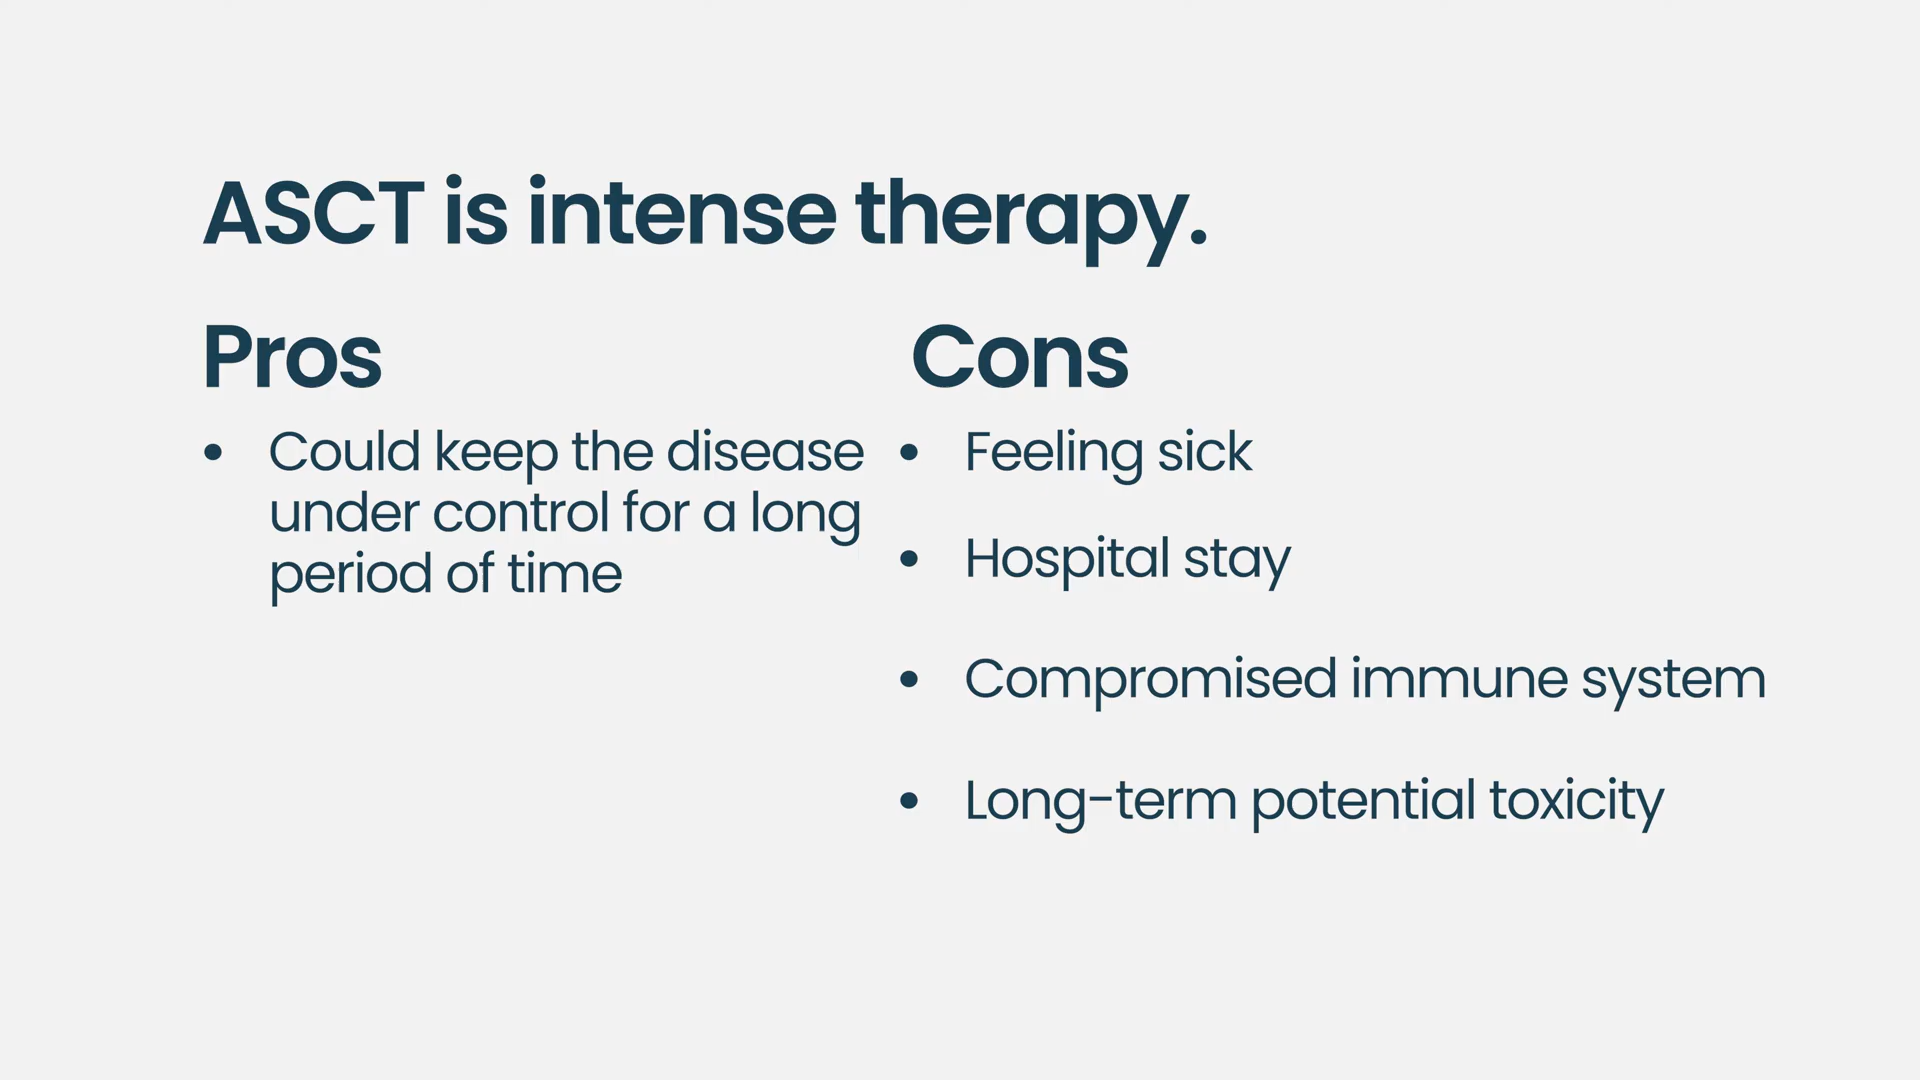 ASCT is intense therapy.
Pros
• Could keep the disease
under control for a long
period of time
Cons
• Feeling sick
• Hospital stay
• Compromised immune system
• Long-term potential toxicity